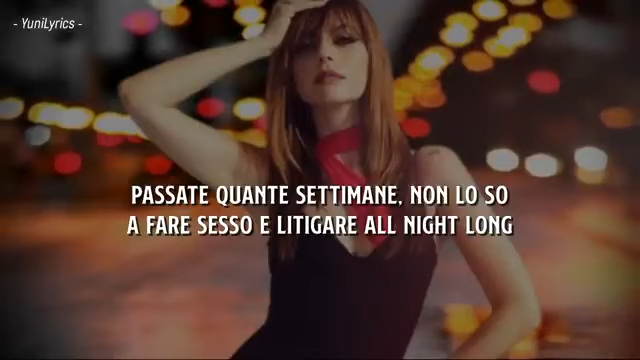 - YuniLyrics -
PASSATE QUANTE SETTIMANE, NON LO SO
A FARE SESSO E LITIGARE ALL NIGHT LONG